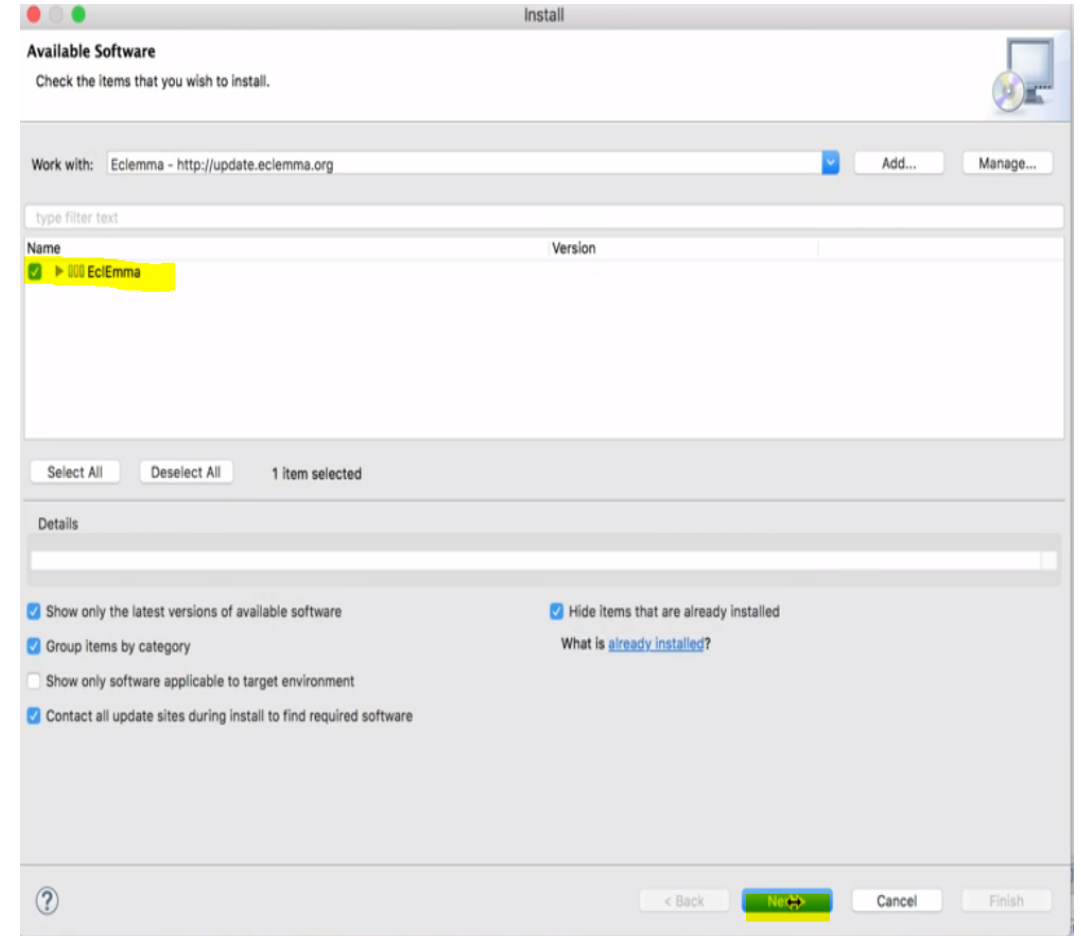 Install
Available Software
Check the items that you wish to install.
Work with: Eclemma - http://update.eclemma.org Add... Manage...
type filter text
Name Version
EclEmma
Select All Deselect All 1 item selected
Details
Show only the latest versions of available software Hide items that are already installed
Group items by category What is already installed?
Show only software applicable to target environment
Contact all update sites during install to find required software
? < Back Cancel Finish